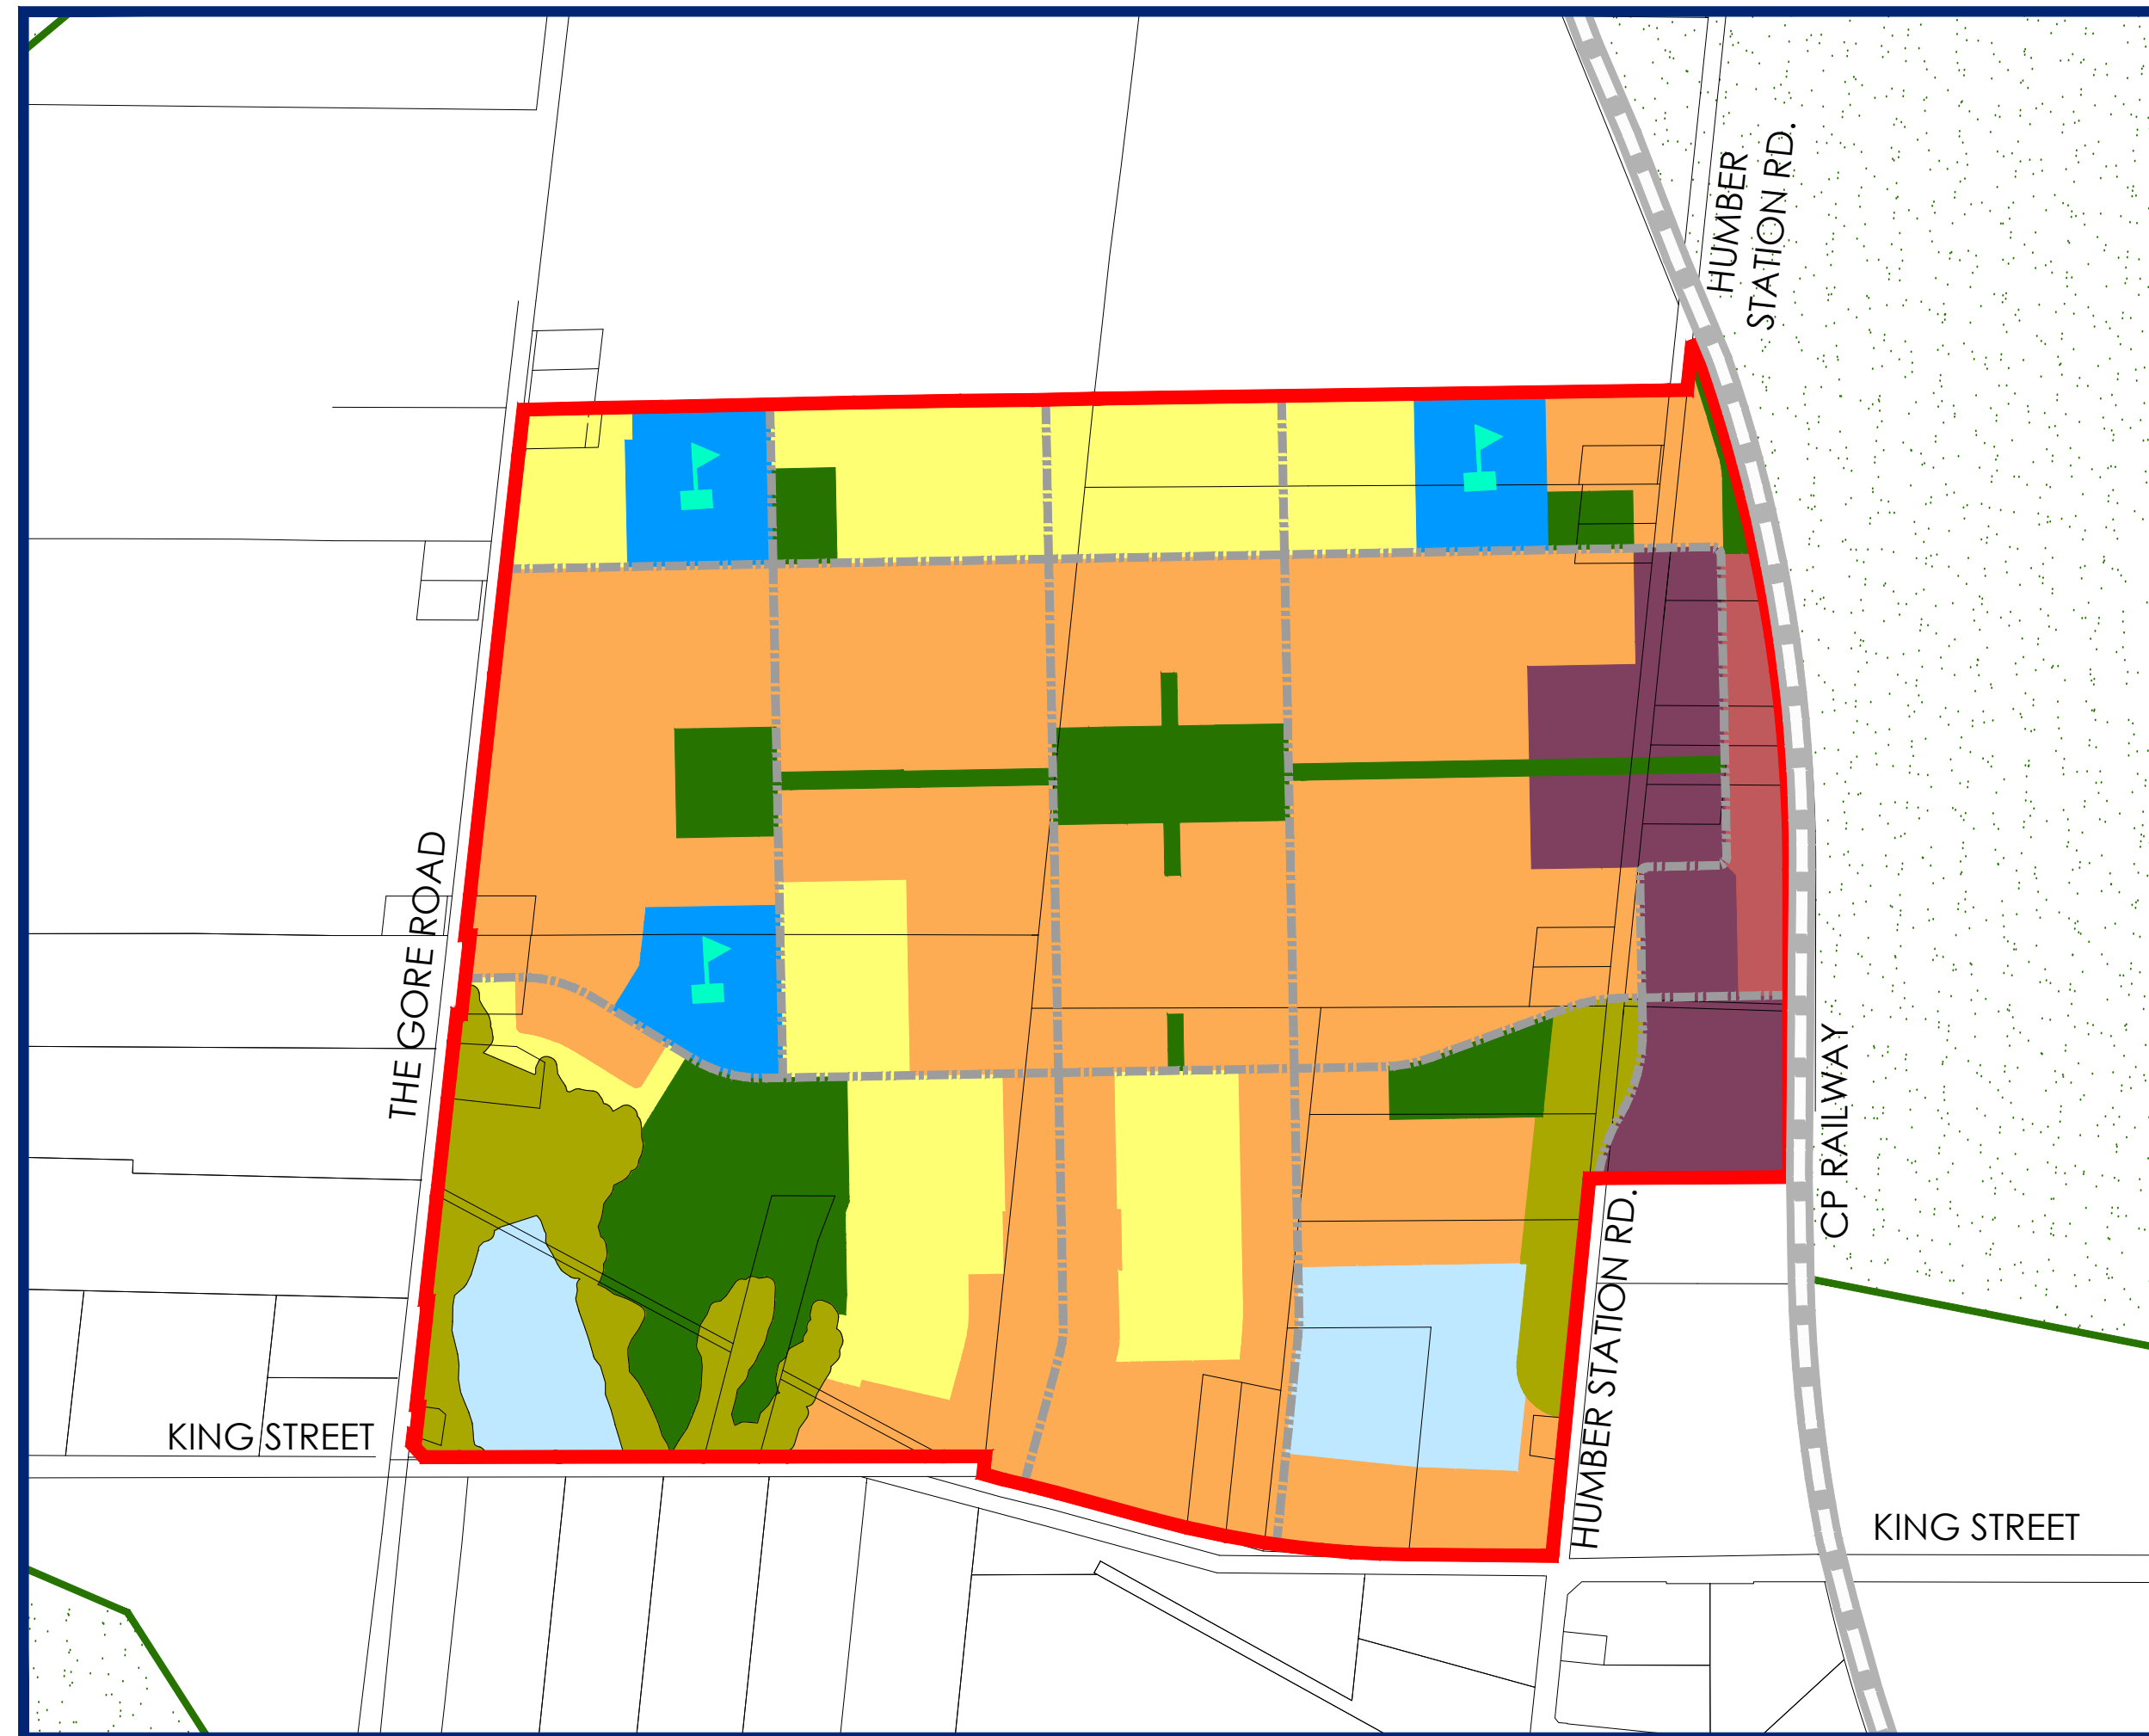 HUMBER
STATION RD.
THE GORE ROAD
CP RAILWAY
HUMBER STATION RD.
KING STREET
KING STREET